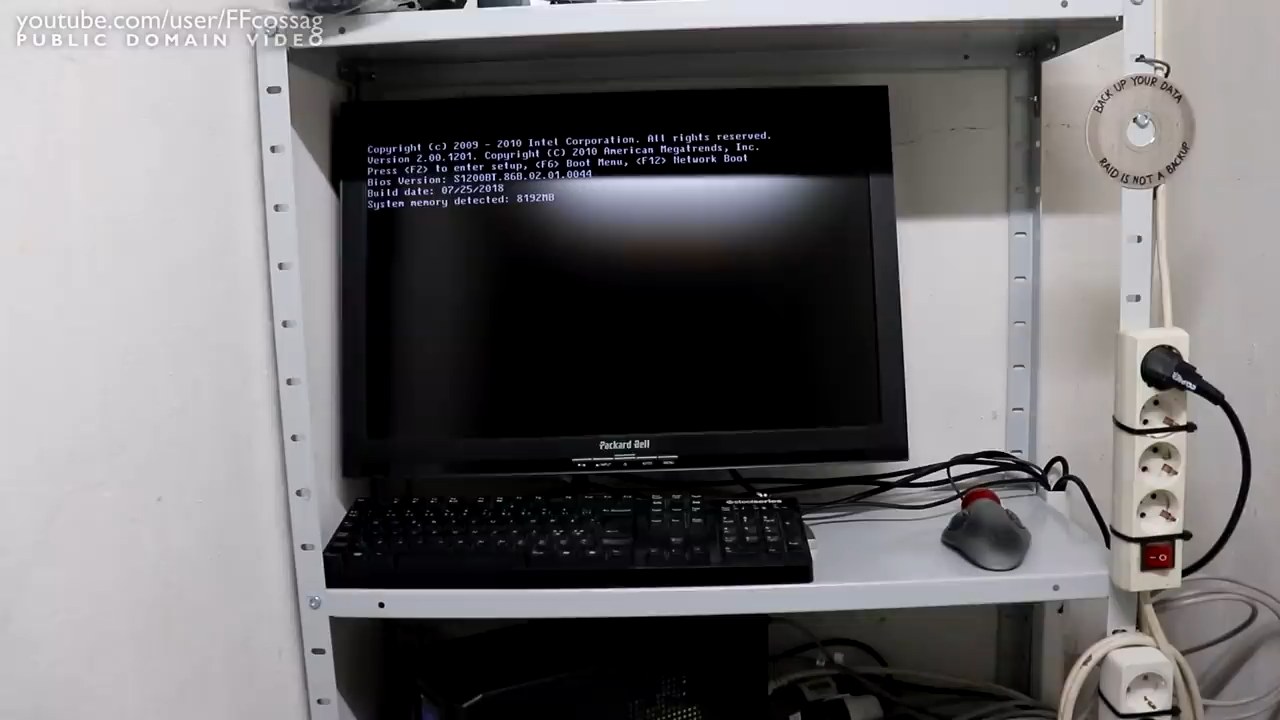 youtube.com/user/FFcossag
PUBLIC DOMAIN VIDEO
BACK UP YOUR DATA
RAID IS NOT A BACKUP
Copyright (c) 2009 - 2010 Intel Corporation. All rights reserved.
Version 2.00.1201. Copyright (C) 2010 American Megatrends, Inc.
Press <F2> to enter setup, <F6> Boot Menu, <F12> Network Boot
Bios Version: S1200BT.86B.02.01.0044
Build date: 07/25/2018
System memory detected: 8192MB
Packard Bell
steelseries